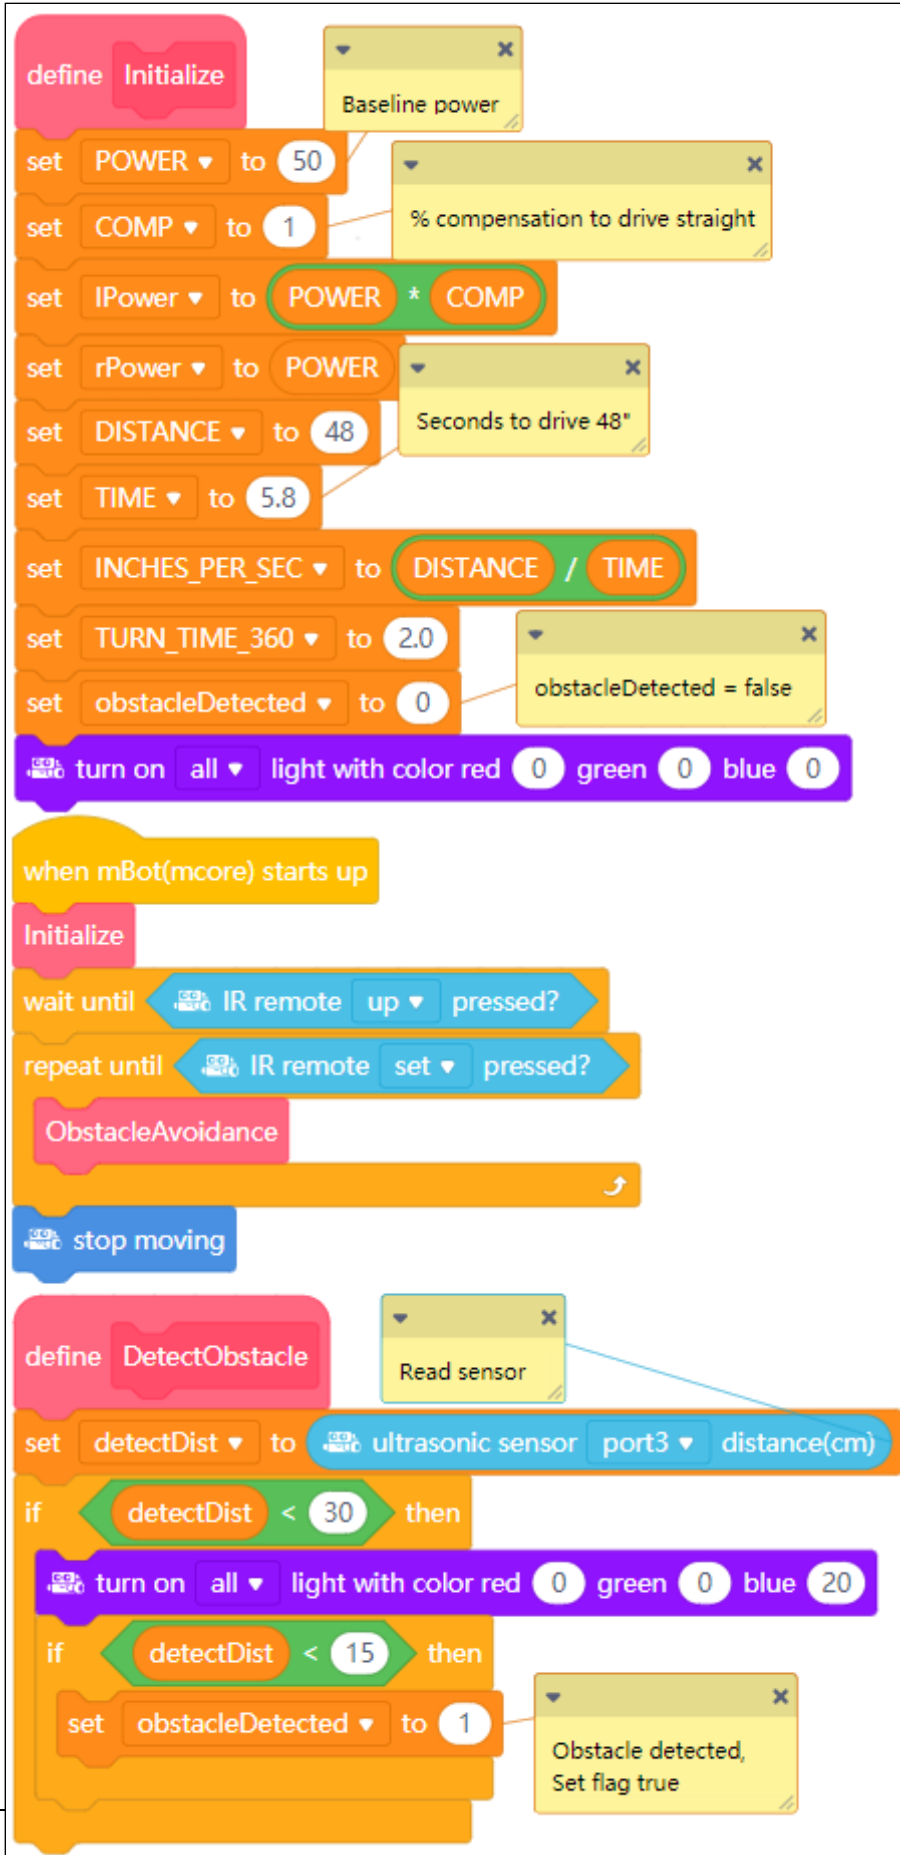 define Initialize
Baseline power
set POWER to 50
set COMP to 1
% compensation to drive straight
set lPower to POWER * COMP
set rPower to POWER
set DISTANCE to 48
Seconds to drive 48"
set TIME to 5.8
set INCHES_PER_SEC to DISTANCE / TIME
set TURN_TIME_360 to 2.0
set obstacleDetected to 0
obstacleDetected = false
turn on all light with color red 0 green 0 blue 0
when mBot(mcore) starts up
Initialize
wait until IR remote up pressed?
repeat until IR remote set pressed?
ObstacleAvoidance
stop moving
define DetectObstacle
Read sensor
set detectDist to ultrasonic sensor port3 distance(cm)
if detectDist < 30 then
turn on all light with color red 0 green 0 blue 20
if detectDist < 15 then
set obstacleDetected to 1
Obstacle detected,
Set flag true